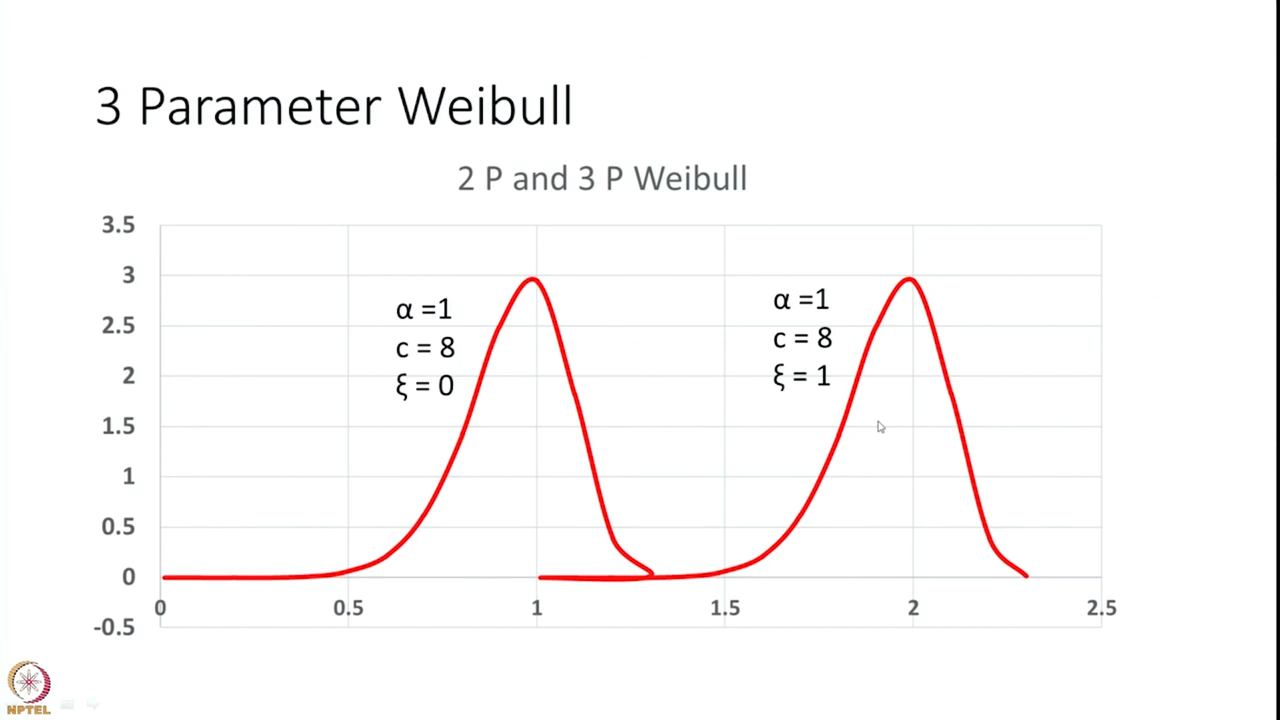 3 Parameter Weibull
2 P and 3 P Weibull
3.5
3
2.5
2
1.5
1
0.5
0
-0.5
α =1
c = 8
ξ = 0
α =1
c = 8
ξ = 1
0 0.5 1 1.5 2 2.5
NPTEL